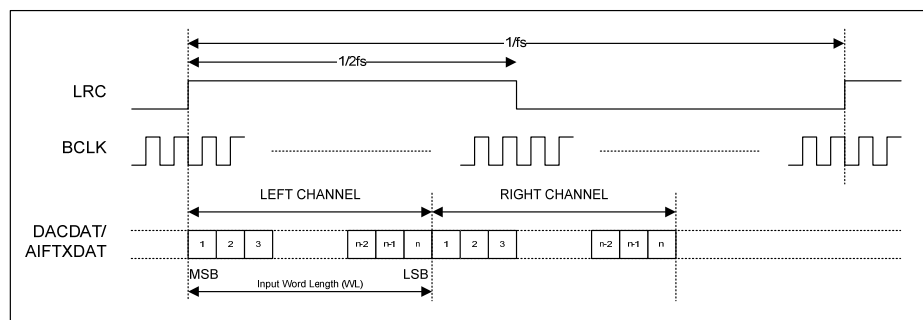 1/fs
1/2fs
LRC
BCLK
LEFT CHANNEL
RIGHT CHANNEL
DACDAT/
AIFTXDAT
1 2 3 n-2 n-1 n 1 2 3 n-2 n-1 n
MSB LSB
Input Word Length (WL)